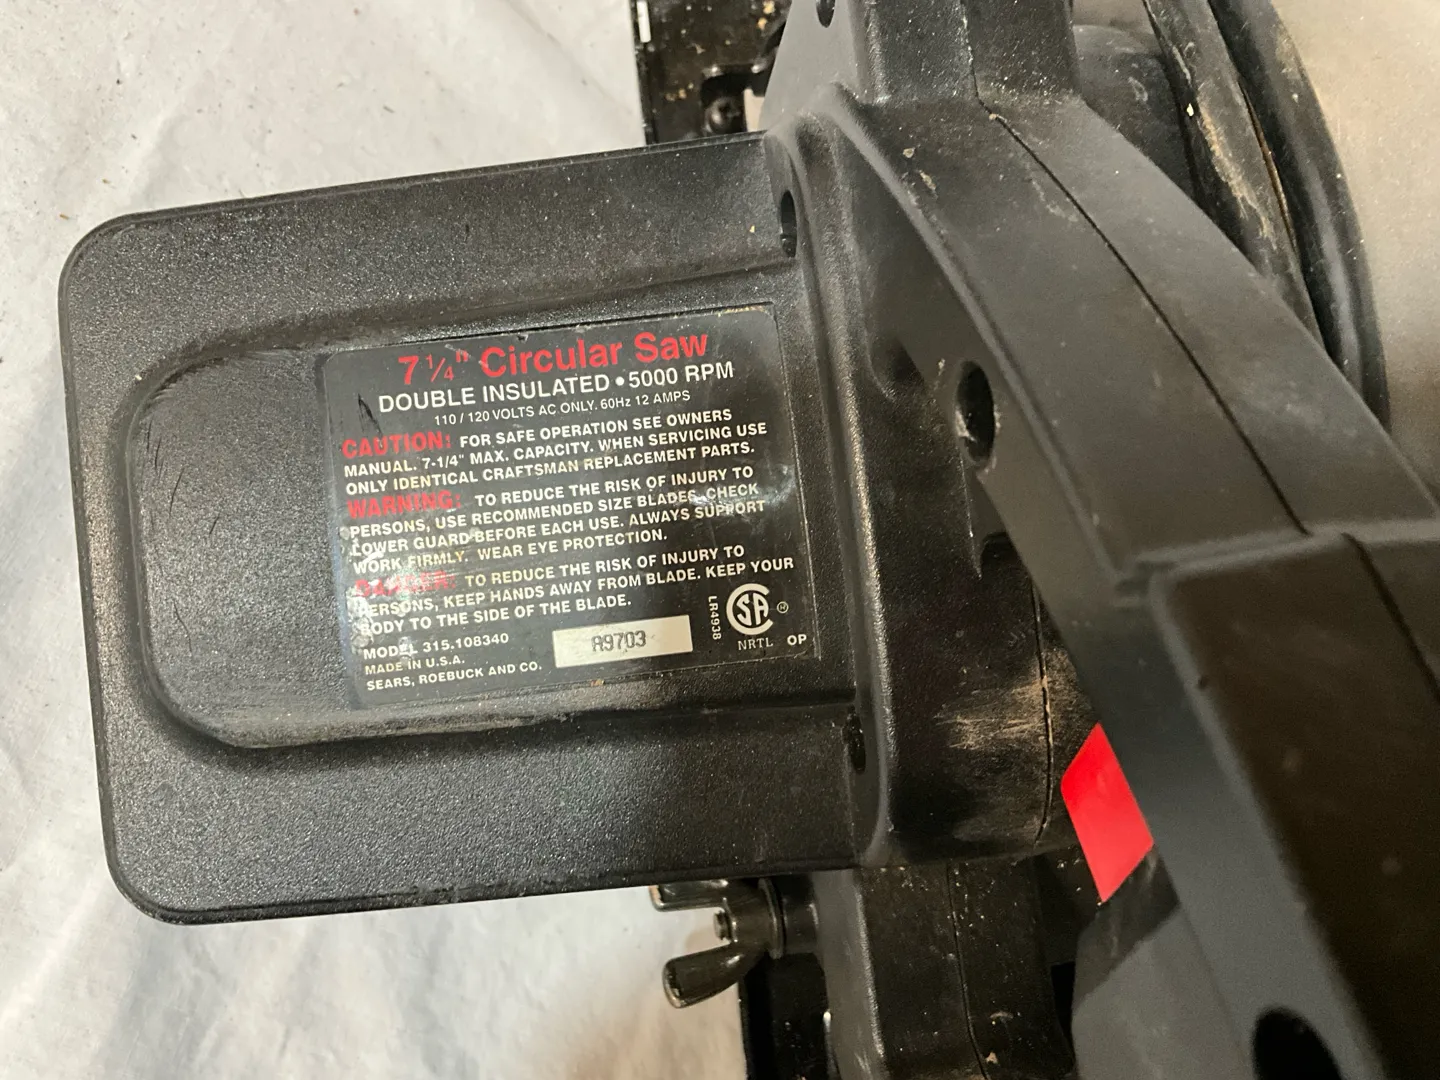 7 1/4" Circular Saw
DOUBLE INSULATED • 5000 RPM
110 / 120 VOLTS AC ONLY. 60Hz 12 AMPS
CAUTION: FOR SAFE OPERATION SEE OWNERS
MANUAL. 7-1/4" MAX. CAPACITY. WHEN SERVICING USE
ONLY IDENTICAL CRAFTSMAN REPLACEMENT PARTS.
WARNING: TO REDUCE THE RISK OF INJURY TO
PERSONS, USE RECOMMENDED SIZE BLADES. CHECK
LOWER GUARD BEFORE EACH USE. ALWAYS SUPPORT
WORK FIRMLY. WEAR EYE PROTECTION.
DANGER: TO REDUCE THE RISK OF INJURY TO
PERSONS, KEEP HANDS AWAY FROM BLADE. KEEP YOUR
BODY TO THE SIDE OF THE BLADE.
MODEL 315.108340
MADE IN U.S.A.
SEARS, ROEBUCK AND CO.
A9703
LR4938
SA ®
NRTL OP